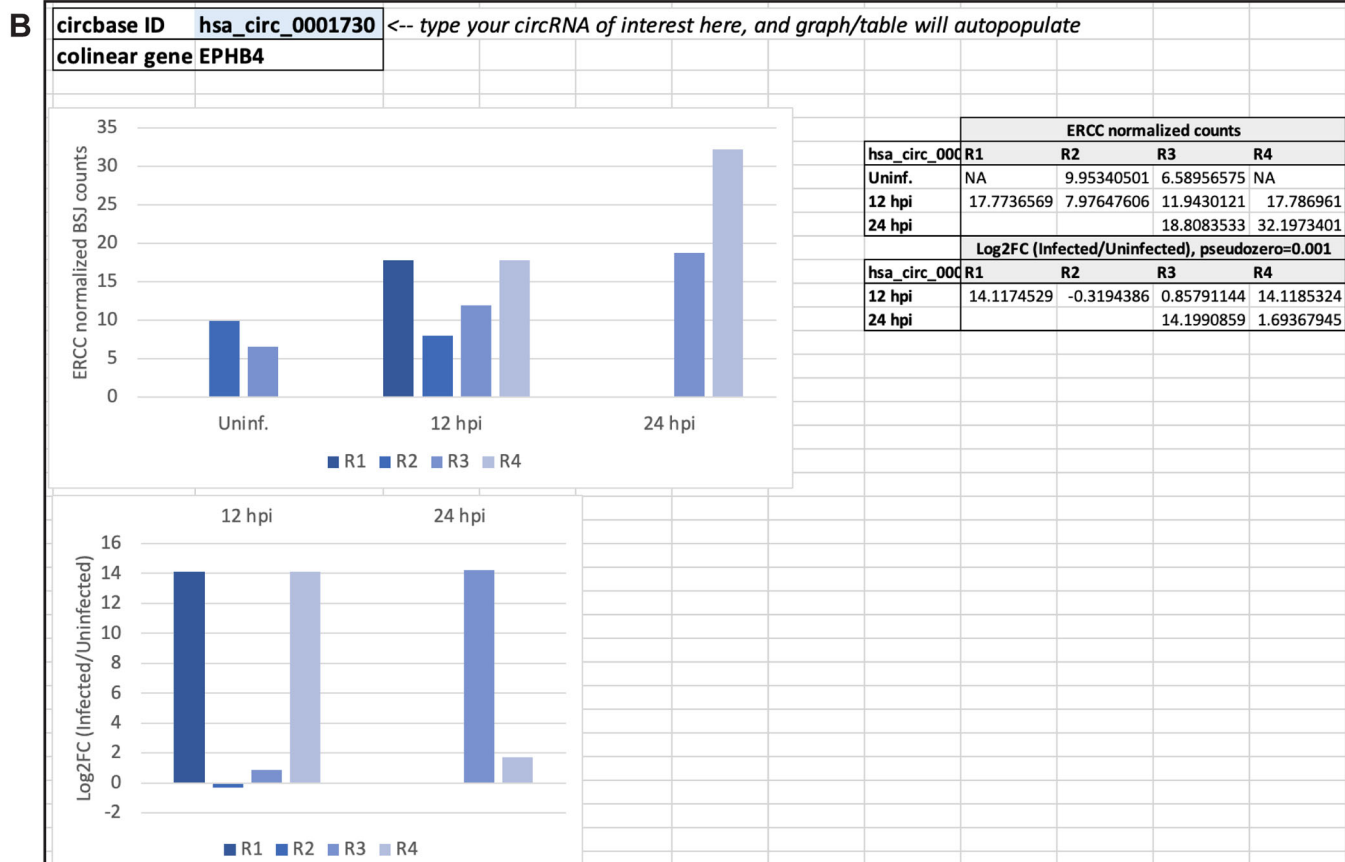 B
circbase ID hsa_circ_0001730 <-- type your circRNA of interest here, and graph/table will autopopulate
colinear gene EPHB4
ERCC normalized BSJ counts
35
30
25
20
15
10
5
0
Uninf. 12 hpi 24 hpi
R1 R2 R3 R4
ERCC normalized counts
hsa_circ_000 R1 R2 R3 R4
Uninf. NA 9.95340501 6.58956575 NA
12 hpi 17.7736569 7.97647606 11.9430121 17.786961
24 hpi 18.8083533 32.1973401
Log2FC (Infected/Uninfected), pseudozero=0.001
hsa_circ_000 R1 R2 R3 R4
12 hpi 14.1174529 -0.3194386 0.85791144 14.1185324
24 hpi 14.1990859 1.69367945
12 hpi 24 hpi
Log2FC (Infected/Uninfected)
16
14
12
10
8
6
4
2
0
-2
R1 R2 R3 R4